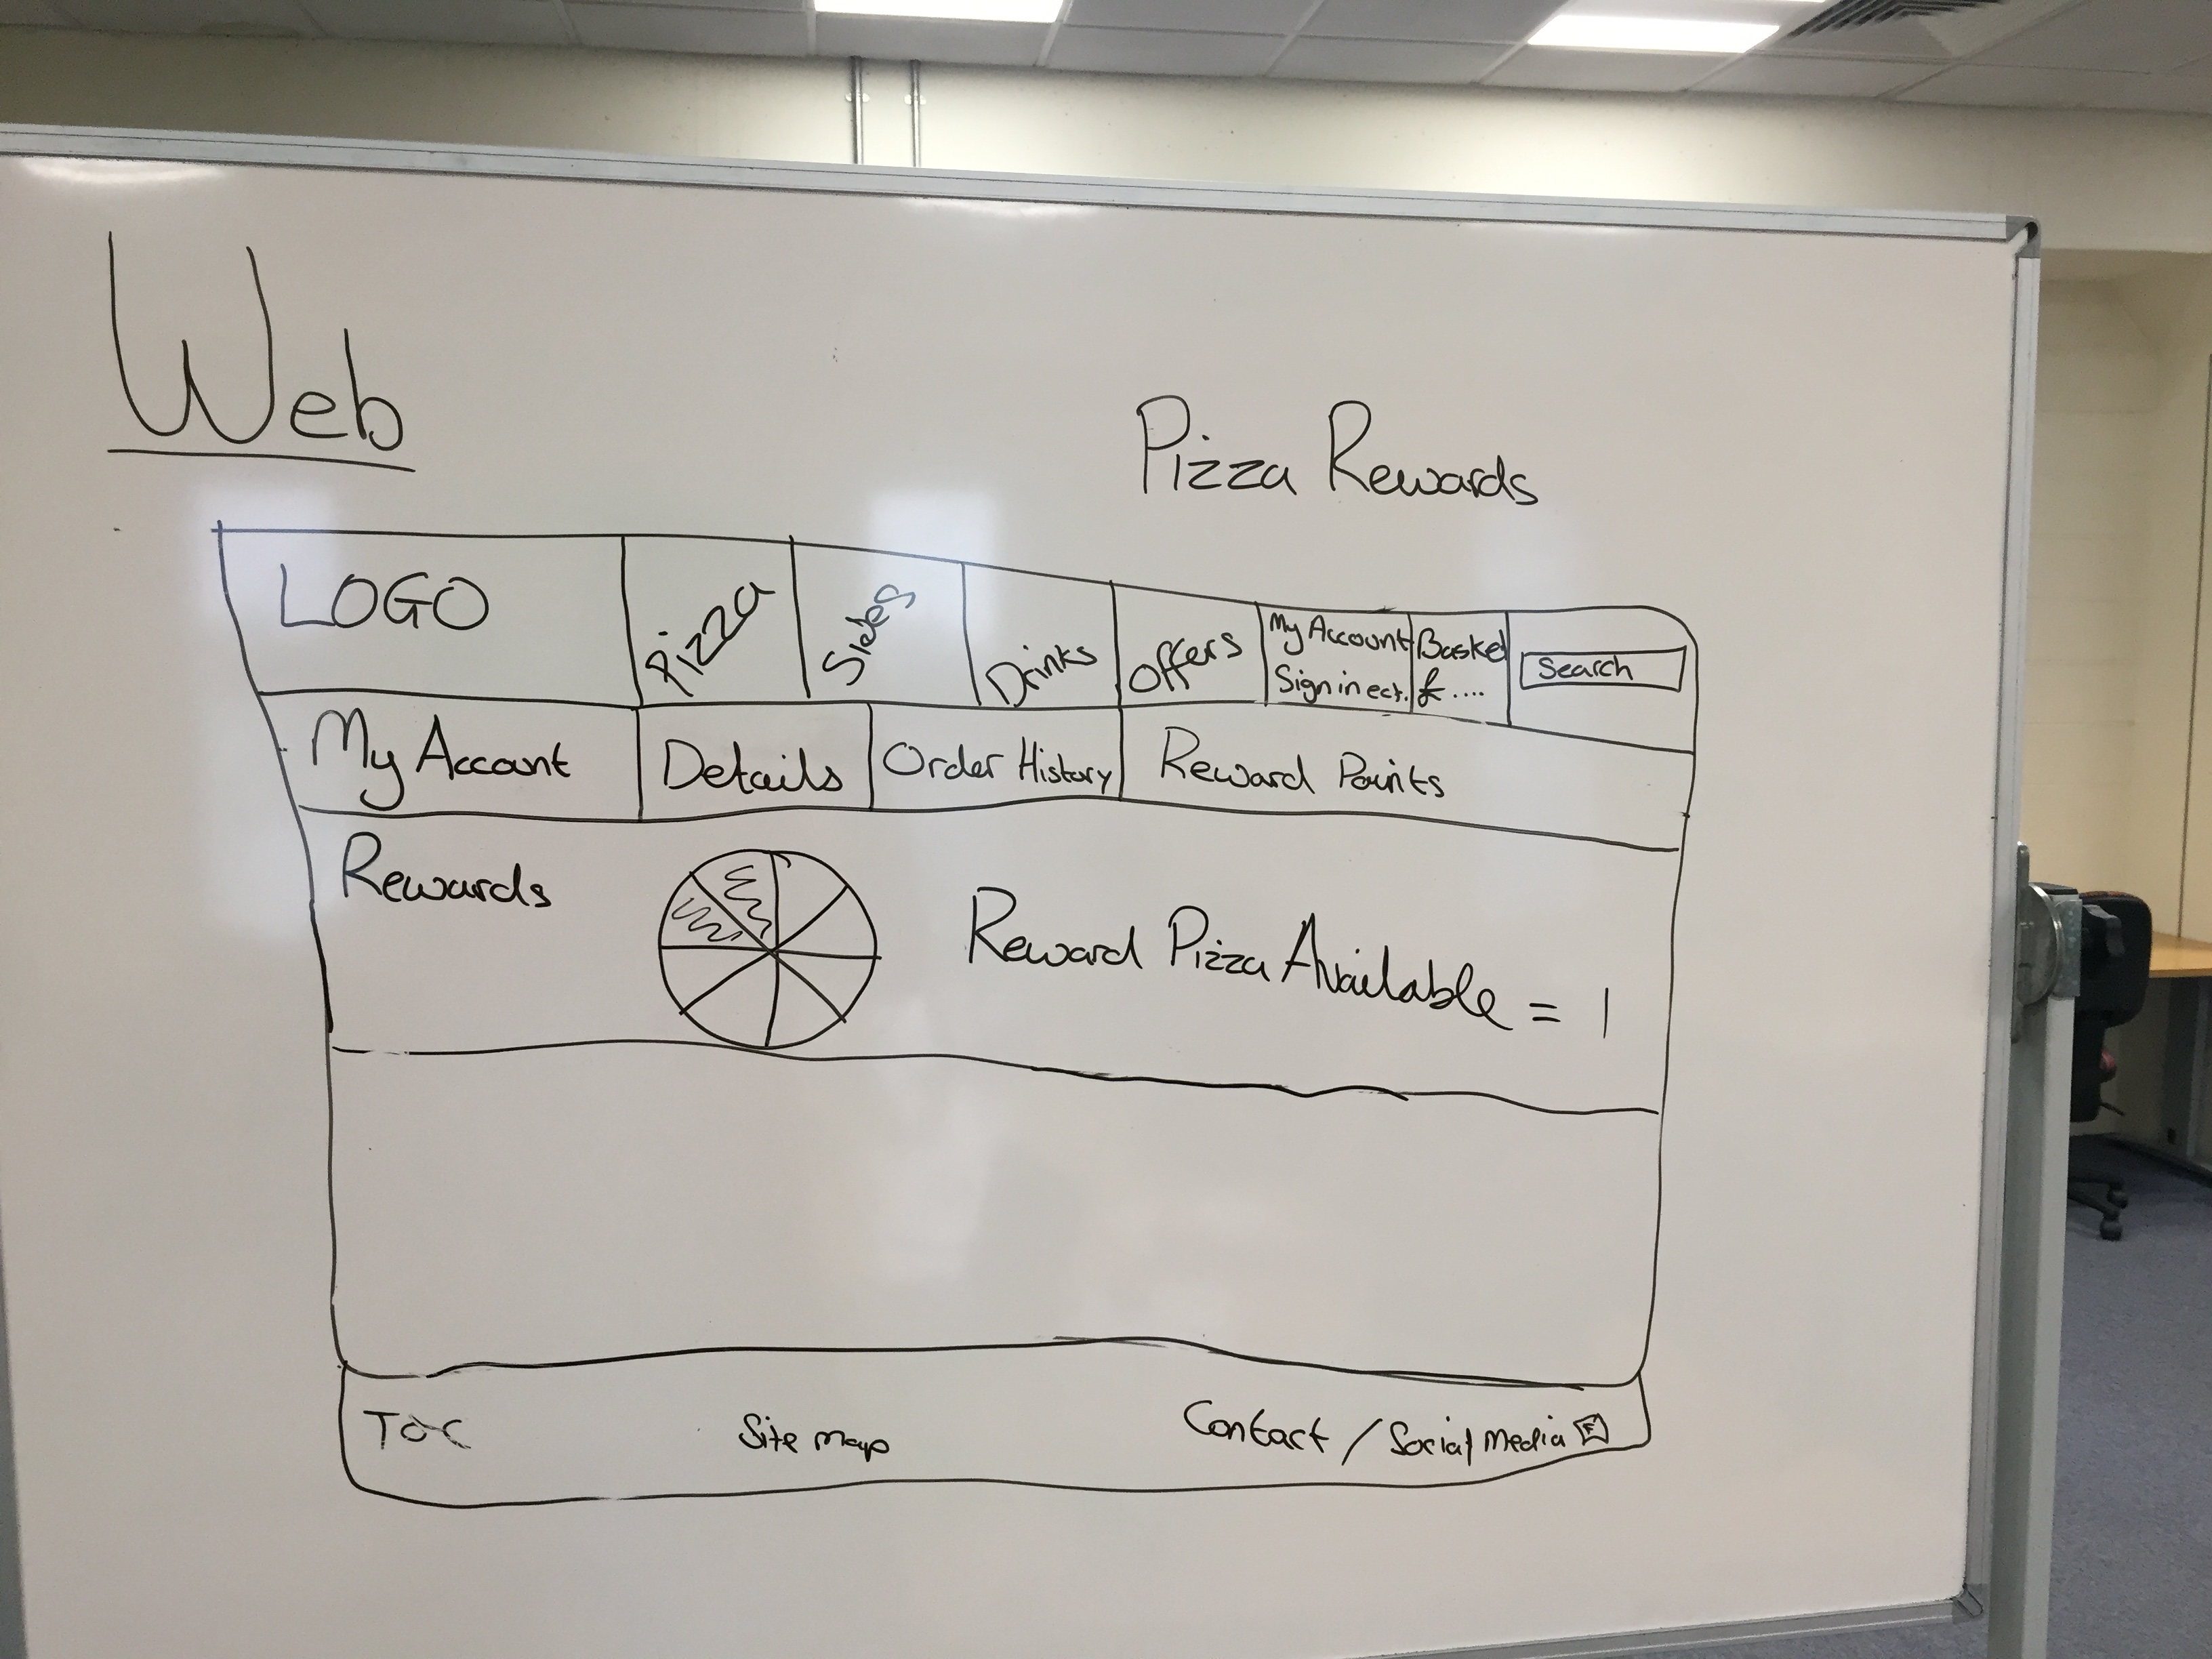 Web
Pizza Rewards
LOGO
Pizza
Sides
Drinks
Offers
My Account
Sign in ect.
Basket
& ....
Search
My Account
Details
Order History
Reward Points
Rewards
Reward Pizza Available = 1
Site map
Contact / Social media F